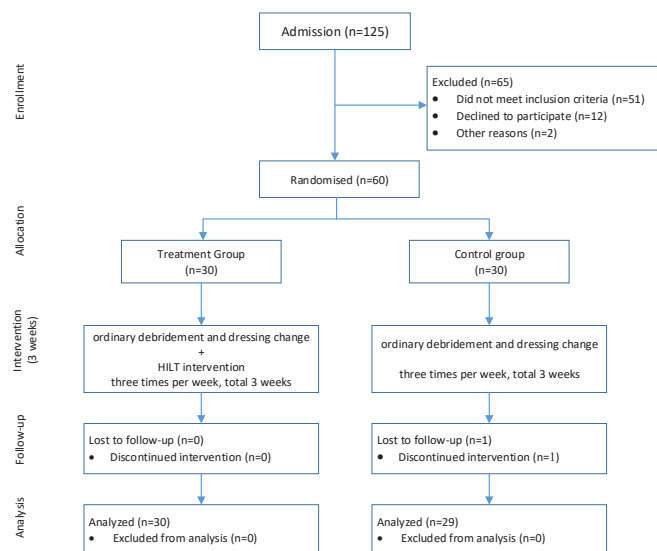 Admission (n=125)
Enrollment
Excluded (n=65)
• Did not meet inclusion criteria (n=51)
• Declined to participate (n=12)
• Other reasons (n=2)
Randomised (n=60)
Allocation
Treatment Group
(n=30)
Control group
(n=30)
Intervention
(3 weeks)
ordinary debridement and dressing change
+
HILT intervention
three times per week, total 3 weeks
ordinary debridement and dressing change
three times per week, total 3 weeks
Follow-up
Lost to follow-up (n=0)
• Discontinued intervention (n=0)
Lost to follow-up (n=1)
• Discontinued intervention (n=1)
Analysis
Analyzed (n=30)
• Excluded from analysis (n=0)
Analyzed (n=29)
• Excluded from analysis (n=0)